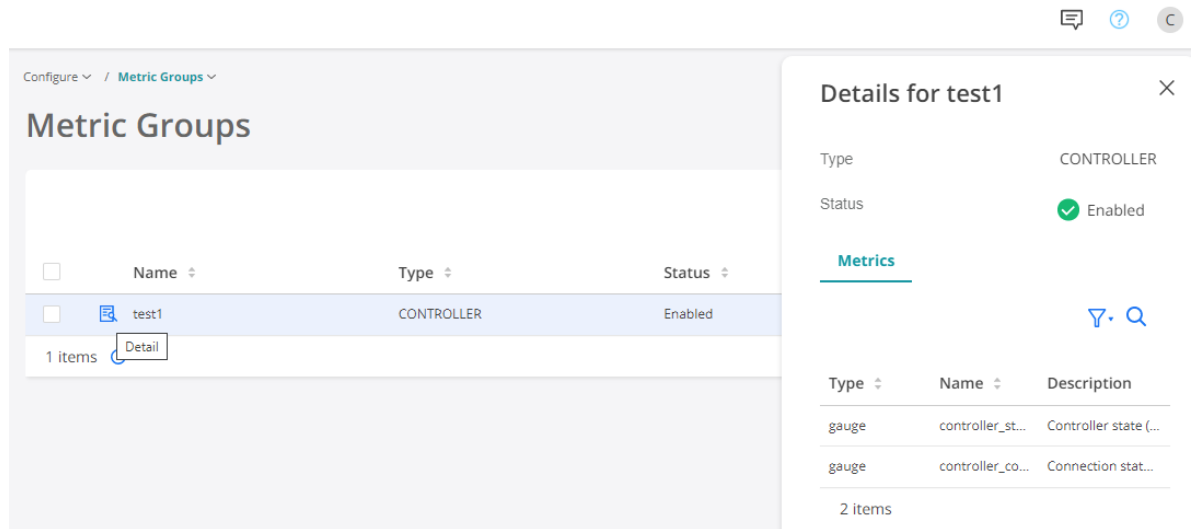 C
Configure / Metric Groups
Metric Groups
Name Type Status
test1 CONTROLLER Enabled
Detail
1 items
Details for test1
Type CONTROLLER
Status Enabled
Metrics
Type Name Description
gauge controller_st... Controller state (...
gauge controller_co... Connection stat...
2 items